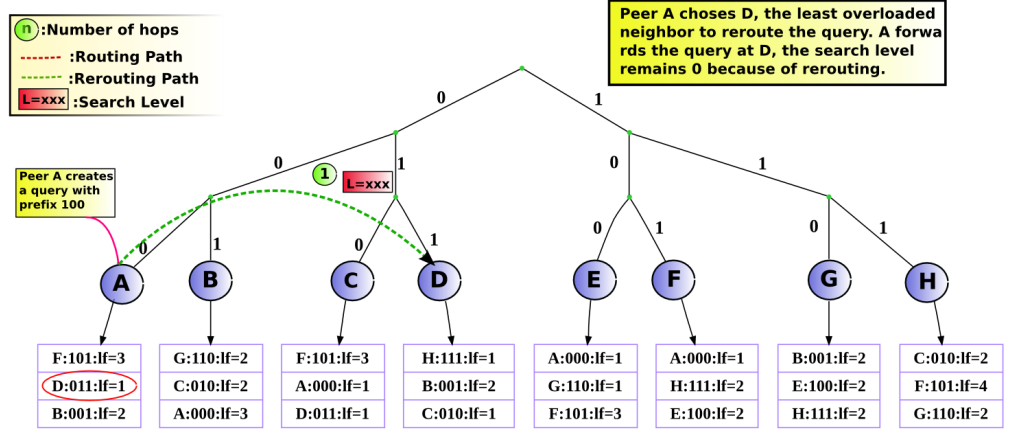 n :Number of hops
:Routing Path
:Rerouting Path
L=xxx :Search Level
Peer A choses D, the least overloaded
neighbor to reroute the query. A forwa
rds the query at D, the search level
remains 0 because of rerouting.
0 1
0 1 0 1
1 L=xxx
Peer A creates
a query with
prefix 100
0 1 0 1 0 1 0 1
A B C D E F G H
F:101:lf=3 G:110:lf=2 F:101:lf=3 H:111:lf=1 A:000:lf=1 A:000:lf=1 B:001:lf=2 C:010:lf=2
D:011:lf=1 C:010:lf=2 A:000:lf=1 B:001:lf=2 G:110:lf=1 H:111:lf=2 E:100:lf=2 F:101:lf=4
B:001:lf=2 A:000:lf=3 D:011:lf=1 C:010:lf=1 F:101:lf=3 E:100:lf=2 H:111:lf=2 G:110:lf=2